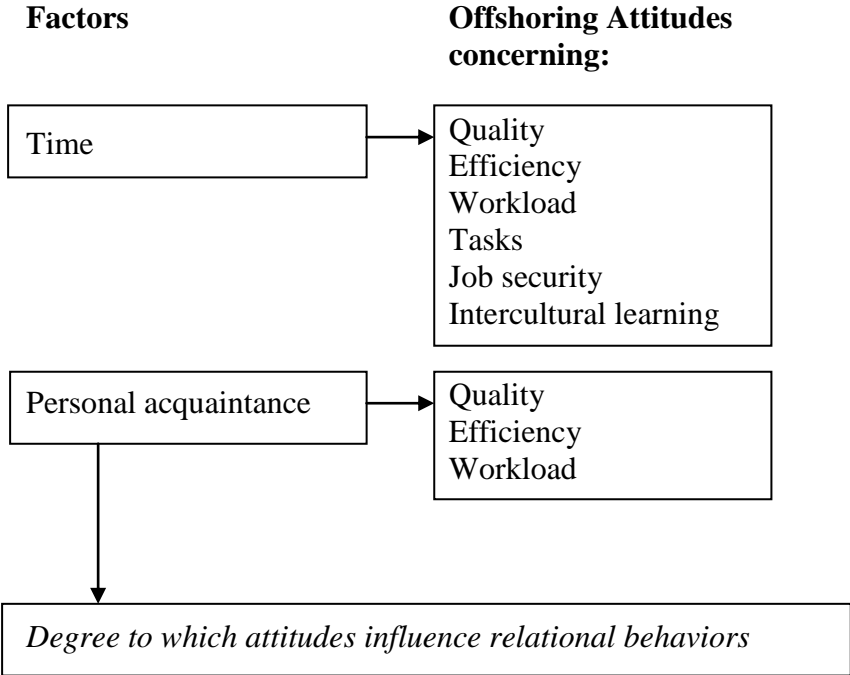 Factors
Offshoring Attitudes
concerning:
Time
Quality
Efficiency
Workload
Tasks
Job security
Intercultural learning
Personal acquaintance
Quality
Efficiency
Workload
Degree to which attitudes influence relational behaviors